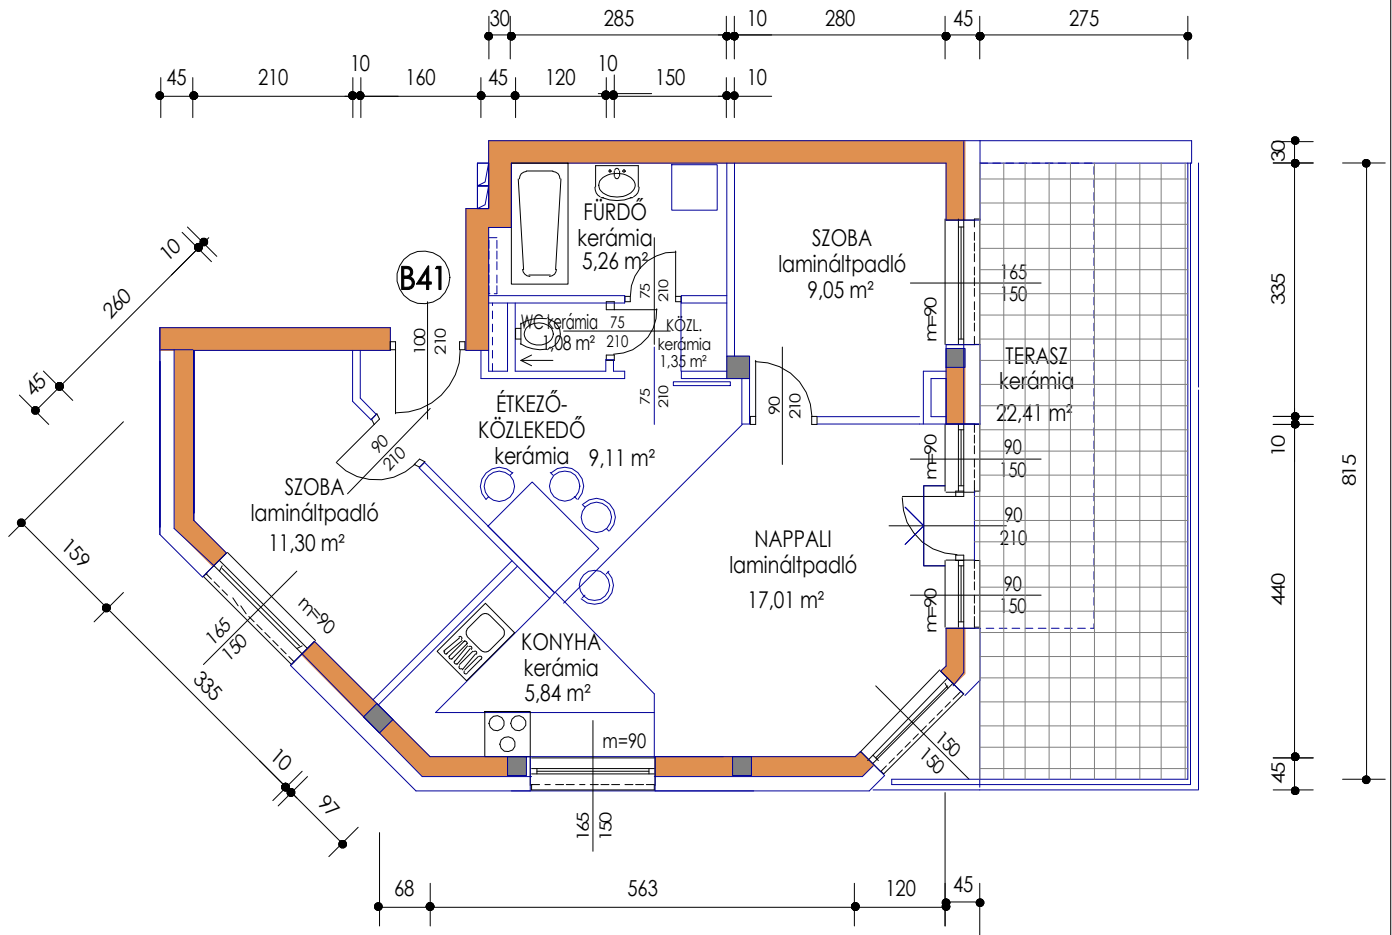 30 285 10 280 45 275
45 210 10 160 45 120 10 150 10
FÜRDŐ
kerámia
5,26 m²
SZOBA
lamináltpadló
9,05 m²
165
150
m=90
30
335
10
440
45
815
10
260
45
B41
100
210
75
210
WC kerámia
1,08 m²
75
210
KÖZL.
kerámia
1,35 m²
75
210
90
210
TERASZ
kerámia
22,41 m²
ÉTKEZŐ-
KÖZLEKEDŐ
kerámia 9,11 m²
90
210
m=90
90
150
SZOBA
lamináltpadló
11,30 m²
90
210
NAPPALI
lamináltpadló
17,01 m²
m=90
90
150
159
335
10
97
165
150
m=90
KONYHA
kerámia
5,84 m²
m=90
165
150
150
150
68 563 120 45